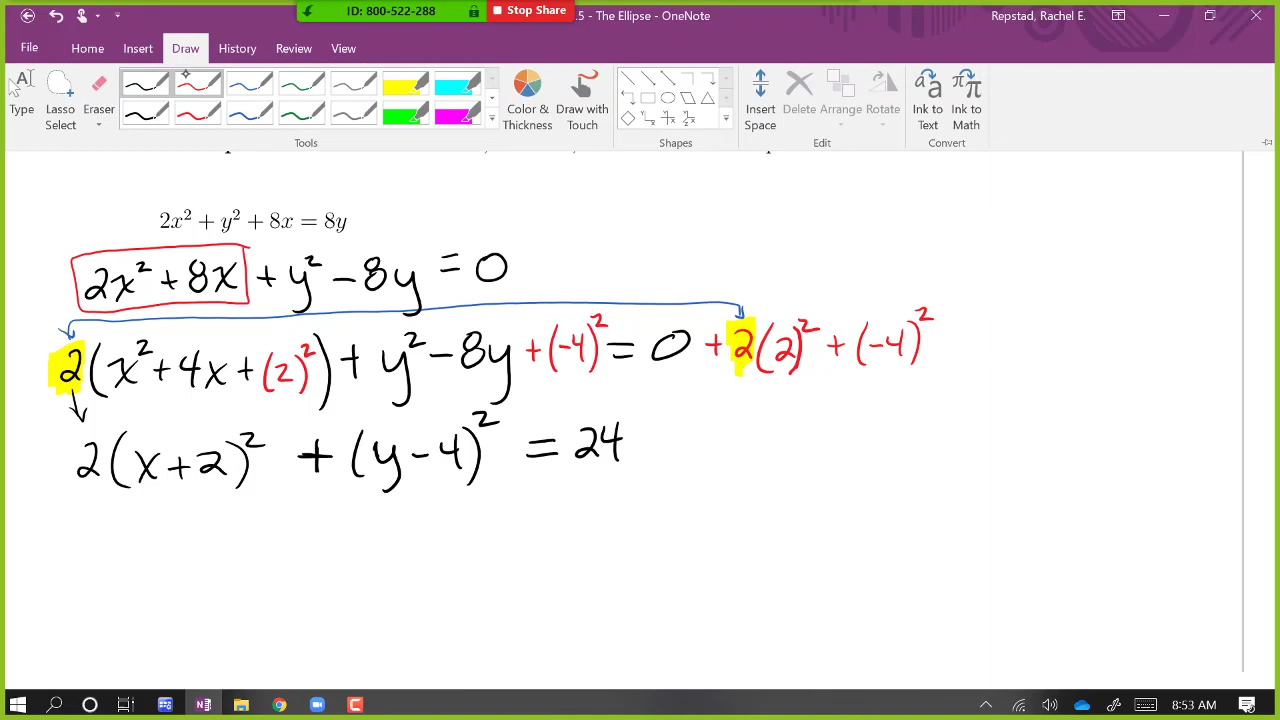 ID: 800-522-288 Stop Share
.5 - The Ellipse - OneNote
Repstad, Rachel E.
File Home Insert Draw History Review View
Type Lasso Select Eraser Color & Thickness Draw with Touch Insert Space Delete Arrange Rotate Ink to Text Ink to Math
Tools Shapes Edit Convert
2x² + y² + 8x = 8y
2x² + 8x + y² − 8y = 0
2(x² + 4x + (2)²) + y² − 8y + (−4)² = 0 + 2(2)² + (−4)²
2(x+2)² + (y−4)² = 24
8:53 AM